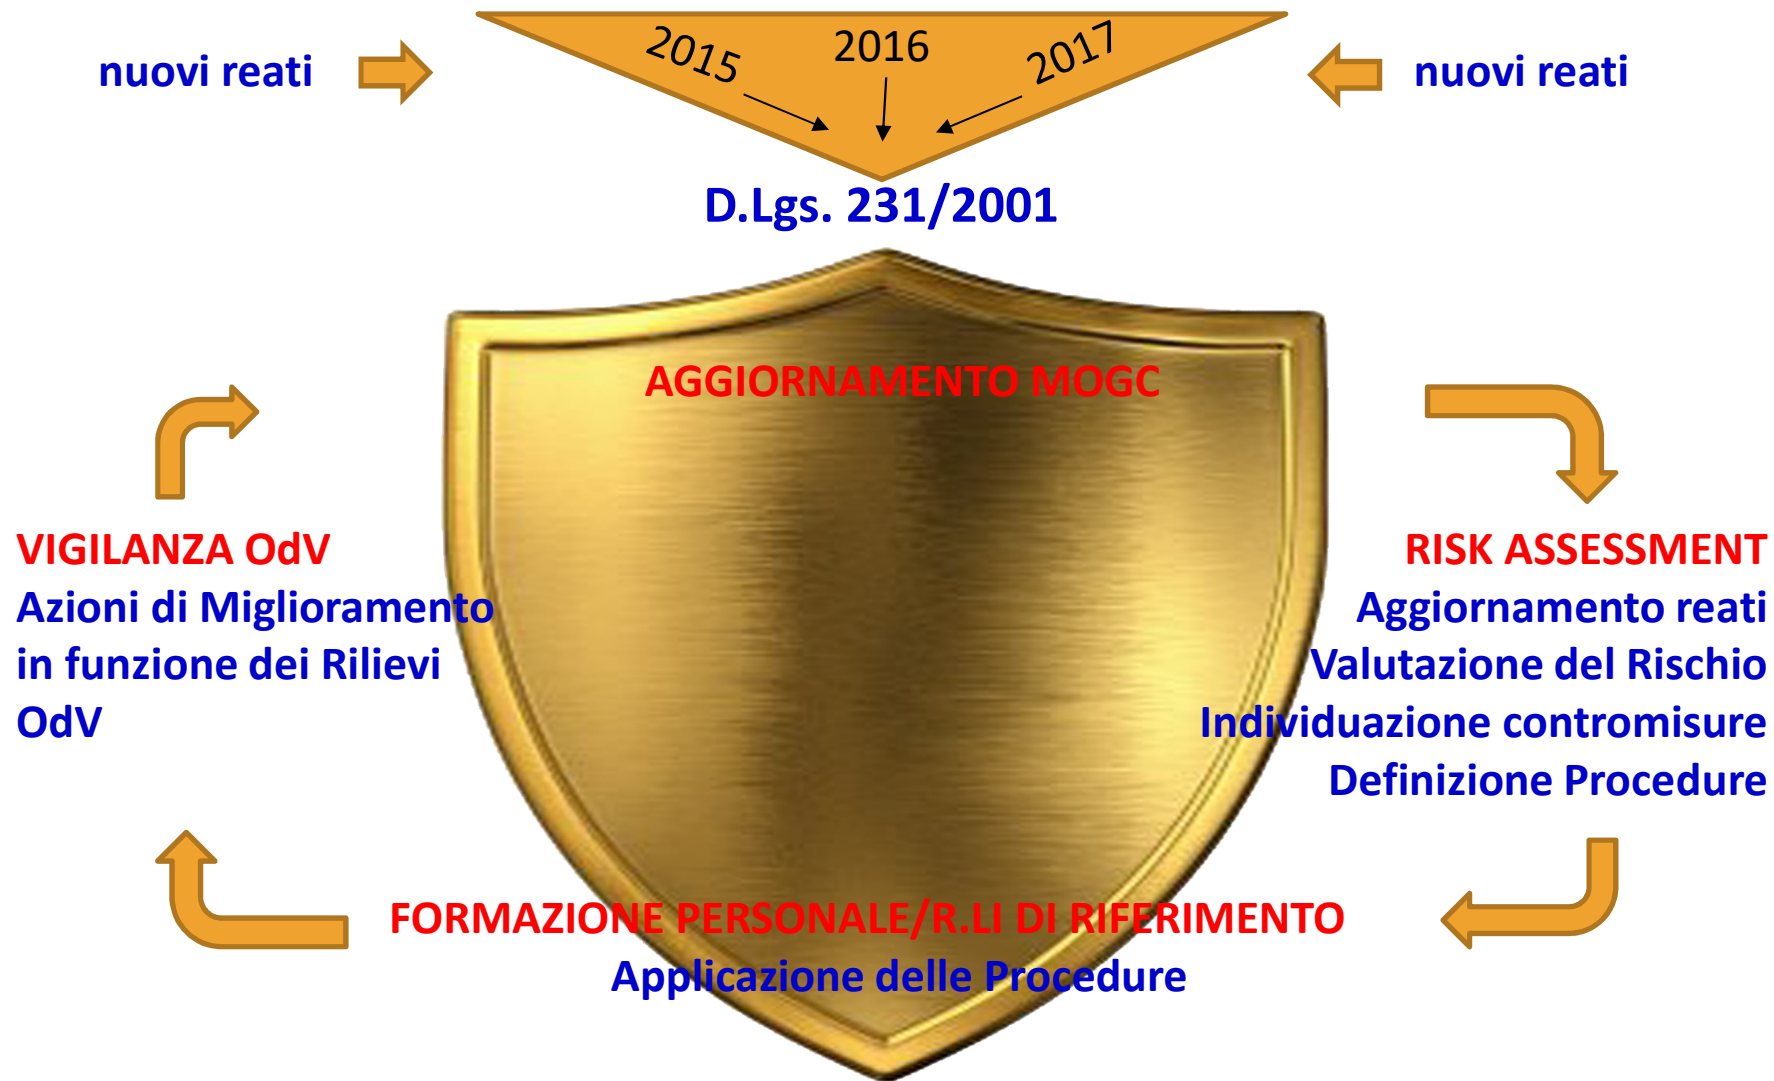 2015
2016
2017
nuovi reati
nuovi reati
D.Lgs. 231/2001
AGGIORNAMENTO MOGC
VIGILANZA OdV
Azioni di Miglioramento
in funzione dei Rilievi
OdV
RISK ASSESSMENT
Aggiornamento reati
Valutazione del Rischio
Individuazione contromisure
Definizione Procedure
FORMAZIONE PERSONALE/R.LI DI RIFERIMENTO
Applicazione delle Procedure